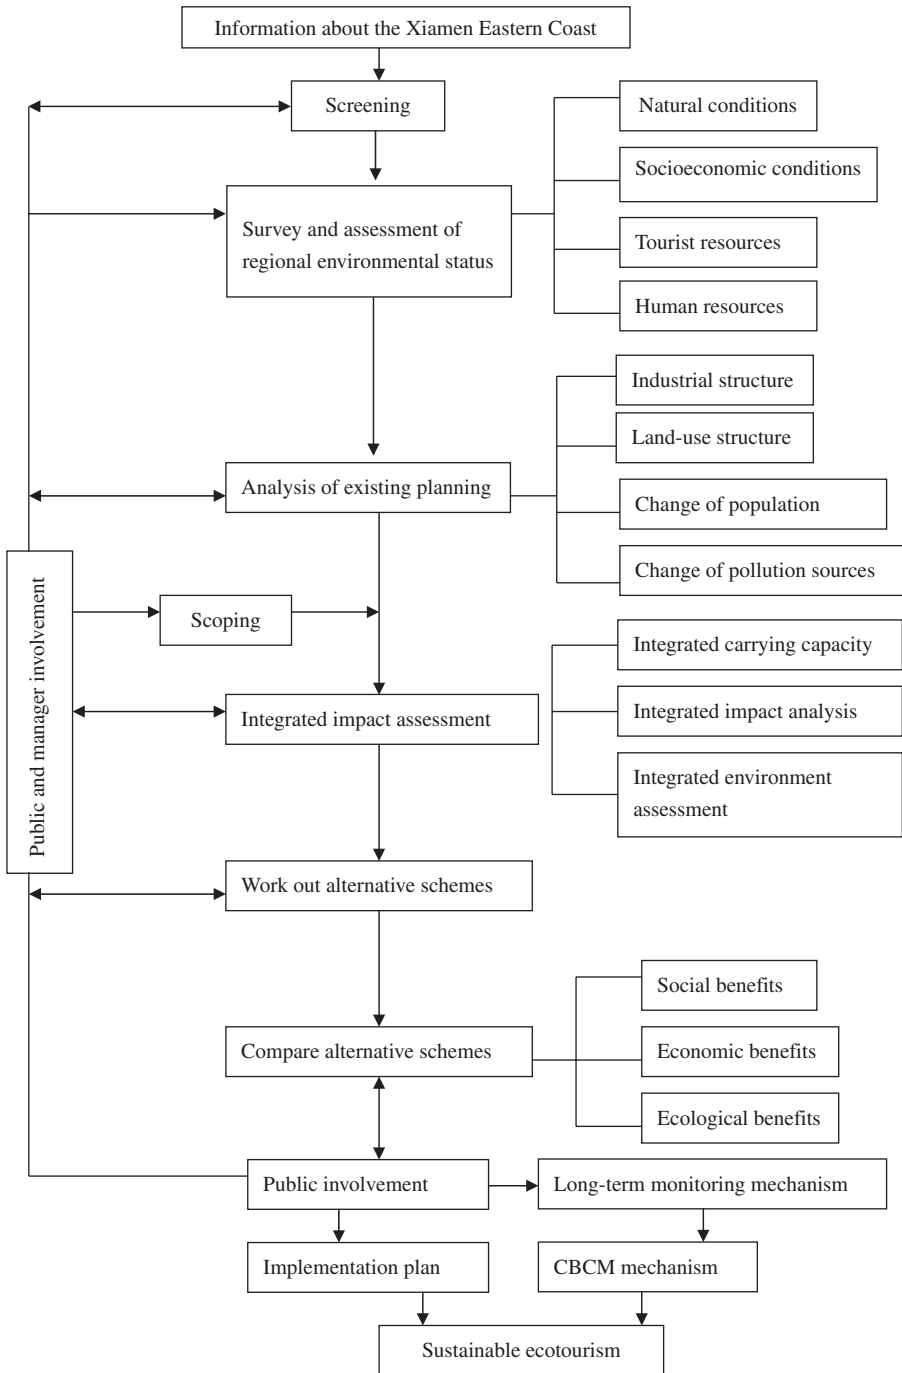 Information about the Xiamen Eastern Coast
Screening
Natural conditions
Socioeconomic conditions
Survey and assessment of
regional environmental status
Tourist resources
Human resources
Industrial structure
Land-use structure
Analysis of existing planning
Change of population
Change of pollution sources
Public and manager involvement
Scoping
Integrated carrying capacity
Integrated impact assessment
Integrated impact analysis
Integrated environment
assessment
Work out alternative schemes
Social benefits
Compare alternative schemes
Economic benefits
Ecological benefits
Public involvement
Long-term monitoring mechanism
Implementation plan
CBCM mechanism
Sustainable ecotourism